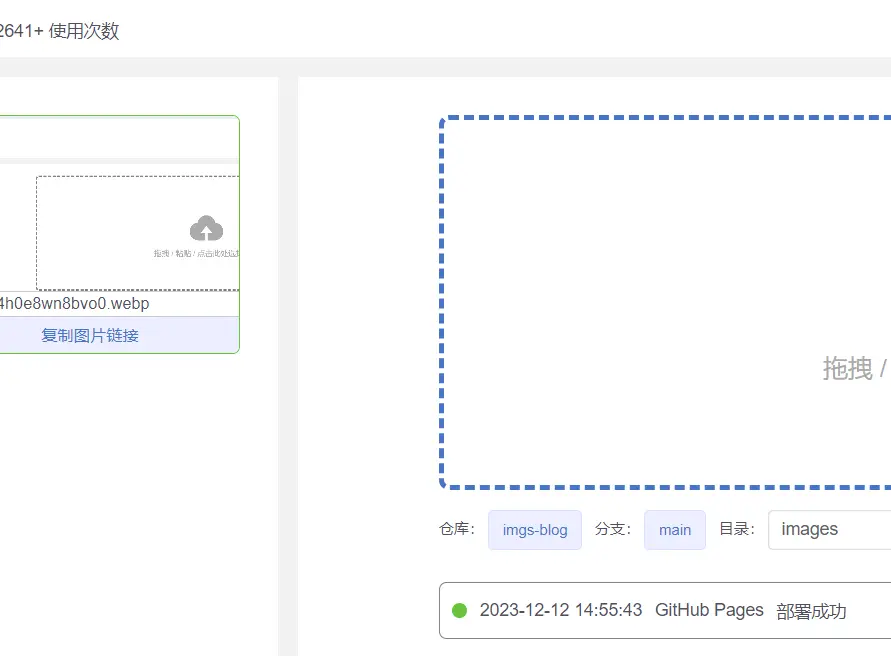 2641+ 使用次数
拖拽 / 粘贴 / 点击此处选
4h0e8wn8bvo0.webp
复制图片链接
拖拽 /
仓库： imgs-blog 分支： main 目录： images
2023-12-12 14:55:43 GitHub Pages 部署成功